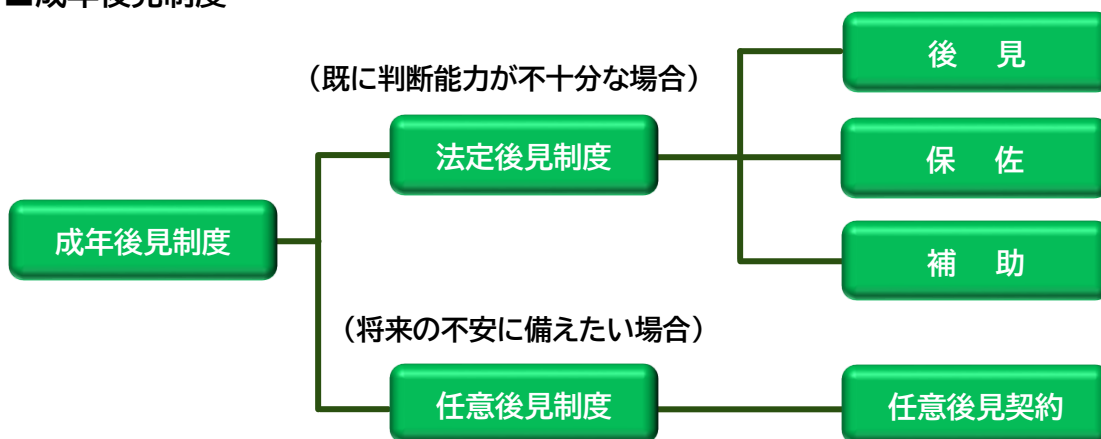 ■成年後見制度
後　見
（既に判断能力が不十分な場合）
法定後見制度
保　佐
成年後見制度
補　助
（将来の不安に備えたい場合）
任意後見制度
任意後見契約